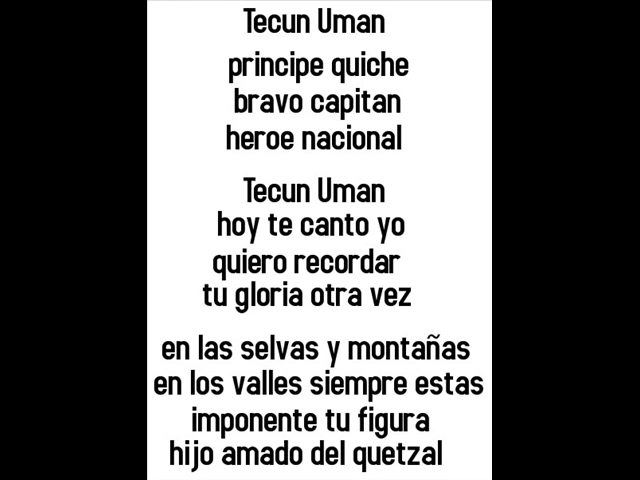 Tecun Uman
principe quiche
bravo capitan
heroe nacional
Tecun Uman
hoy te canto yo
quiero recordar
tu gloria otra vez
en las selvas y montañas
en los valles siempre estas
imponente tu figura
hijo amado del quetzal